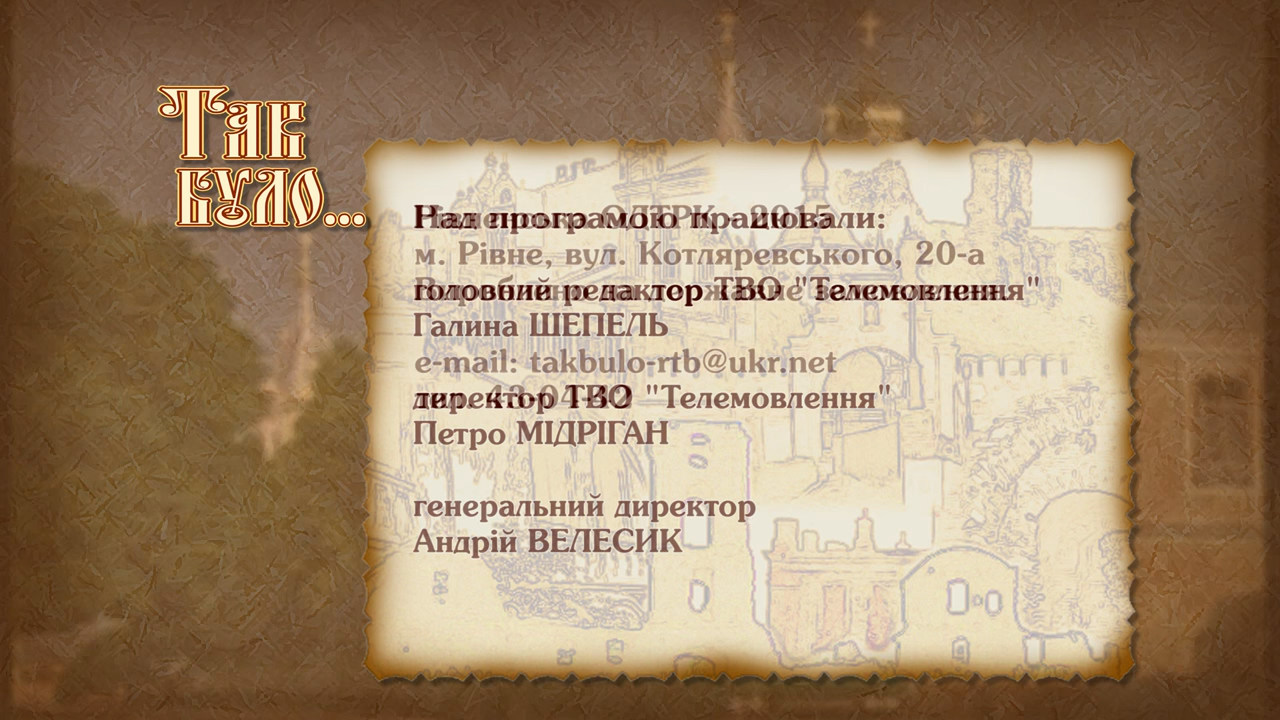 Так
було...
Над програмою працювали:
м. Рівне, вул. Котляревського, 20-а
головний редактор ТВО "Телемовлення"
Галина ШЕПЕЛЬ
e-mail: takbulo-rtb@ukr.net
директор ТВО "Телемовлення"
Петро МІДРІГАН
генеральний директор
Андрій ВЕЛЕСИК